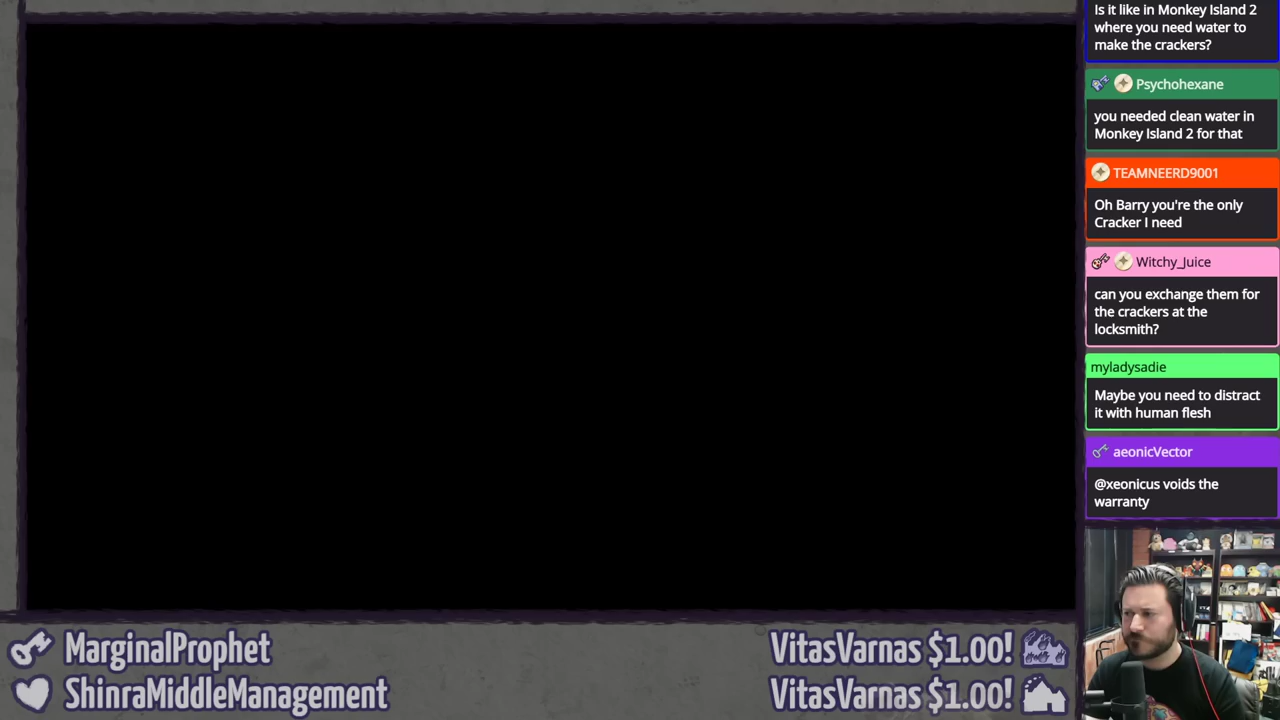 Is it like in Monkey Island 2
where you need water to
make the crackers?
Psychohexane
you needed clean water in
Monkey Island 2 for that
TEAMNEERD9001
Oh Barry you're the only
Cracker I need
Witchy_Juice
can you exchange them for
the crackers at the
locksmith?
myladysadie
Maybe you need to distract
it with human flesh
aeonicVector
@xeonicus voids the
warranty
MarginalProphet
VitasVarnas $1.00!
ShinraMiddleManagement
VitasVarnas $1.00!